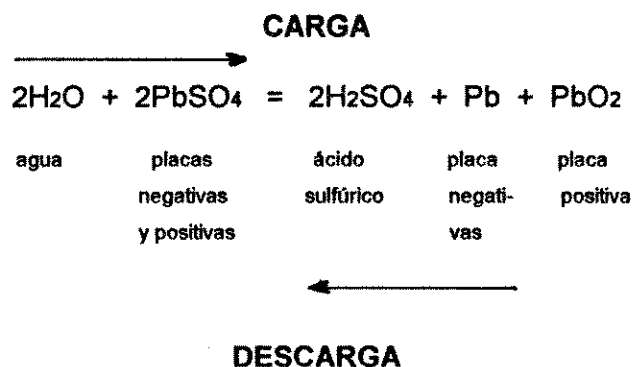 CARGA
2H2O + 2PbSO4 = 2H2SO4 + Pb + PbO2
agua placas ácido placa placa
negativas sulfúrico negati- positiva
y positivas vas
DESCARGA